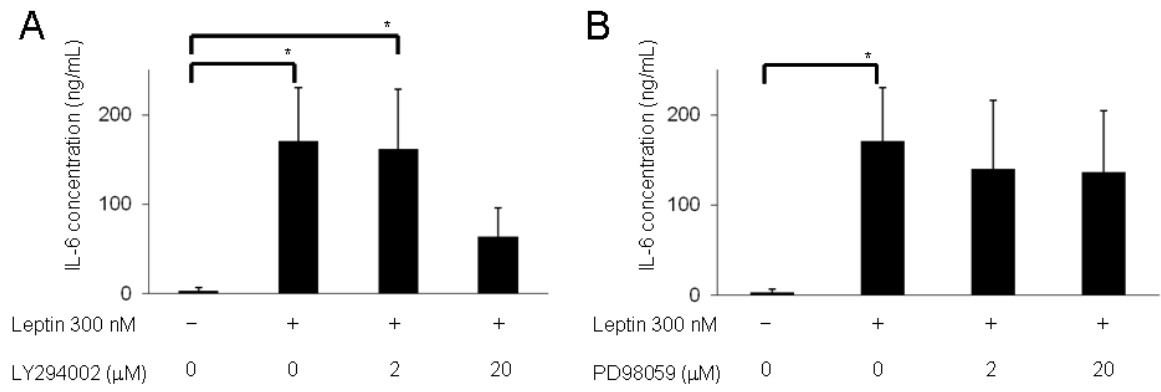 A
IL-6 concentration (ng/mL)
200
100
0
* 
*
Leptin 300 nM − + + +
LY294002 (μM) 0 0 2 20
B
IL-6 concentration (ng/mL)
200
100
0
*
Leptin 300 nM − + + +
PD98059 (μM) 0 0 2 20